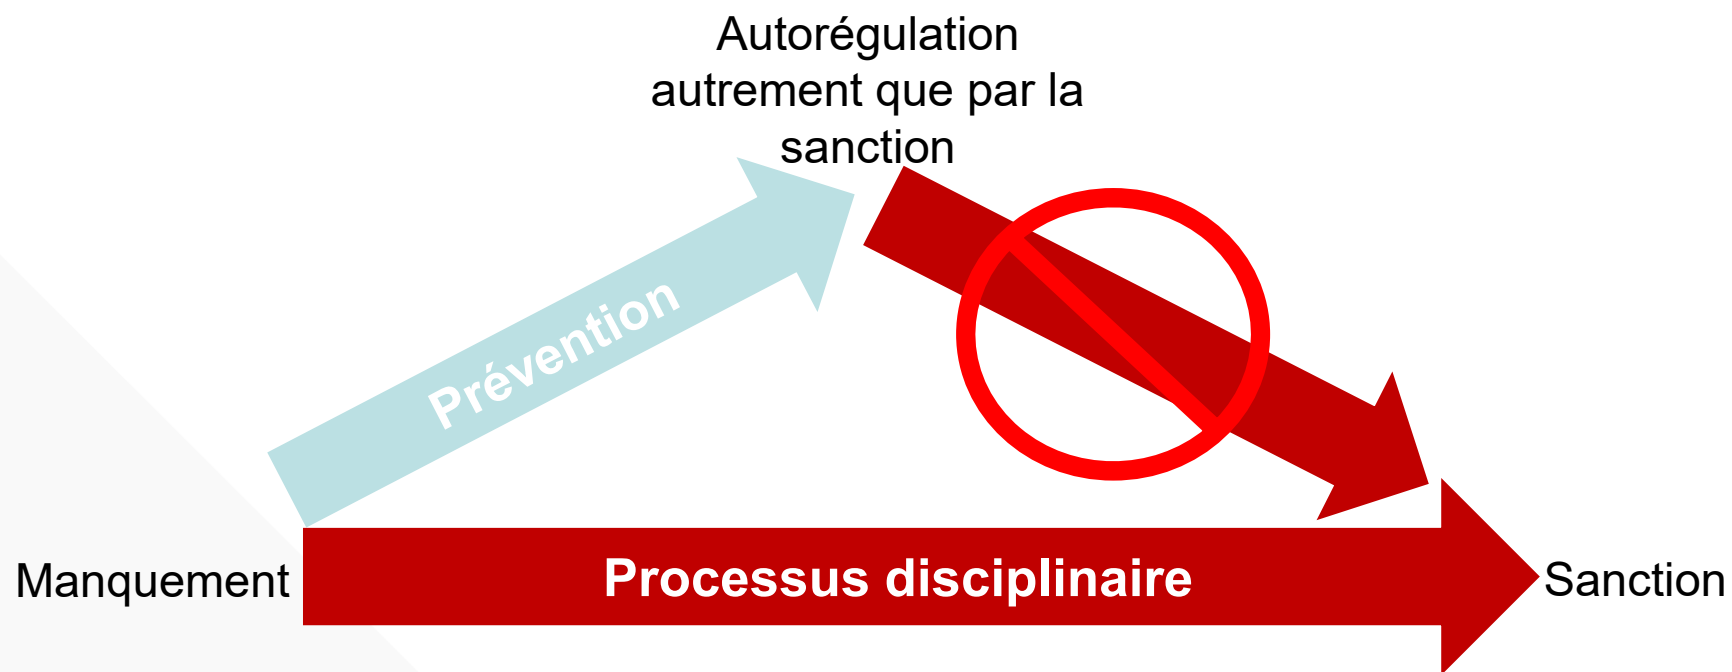 Autorégulation
autrement que par la
sanction
Prévention
Manquement
Processus disciplinaire
Sanction